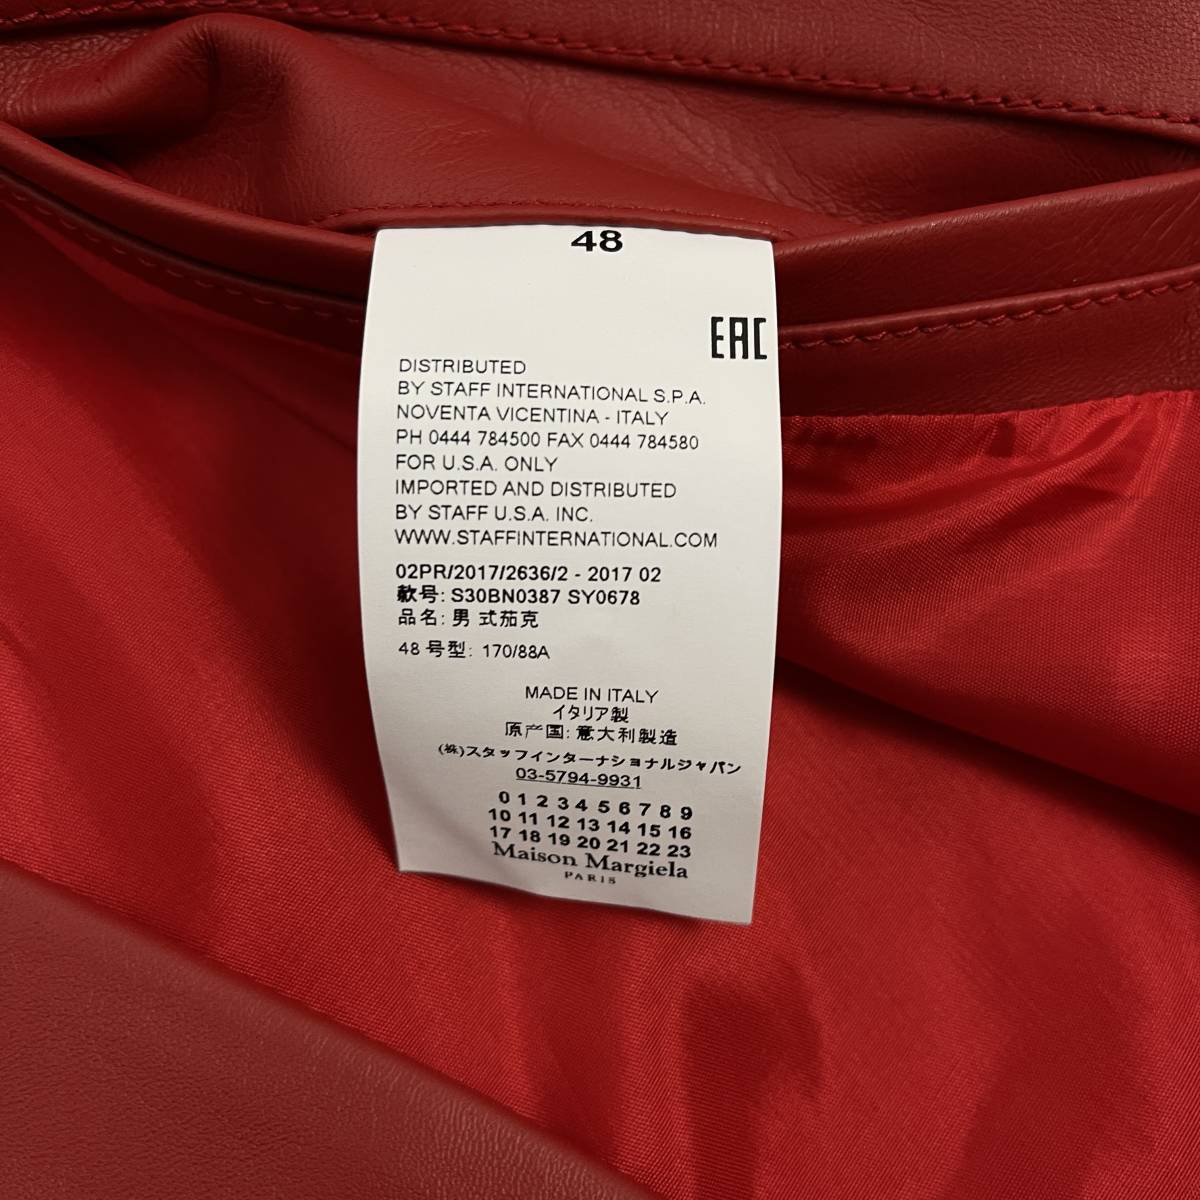 48
EAC
DISTRIBUTED
BY STAFF INTERNATIONAL S.P.A.
NOVENTA VICENTINA - ITALY
PH 0444 784500 FAX 0444 784580
FOR U.S.A. ONLY
IMPORTED AND DISTRIBUTED
BY STAFF U.S.A. INC.
WWW.STAFFINTERNATIONAL.COM
02PR/2017/2636/2 - 2017 02
款号: S30BN0387 SY0678
品名: 男 式茄克
48 号型: 170/88A
MADE IN ITALY
イタリア製
原产国: 意大利製造
(株)スタッフインターナショナルジャパン
03-5794-9931
0 1 2 3 4 5 6 7 8 9
10 11 12 13 14 15 16
17 18 19 20 21 22 23
Maison Margiela
PARIS